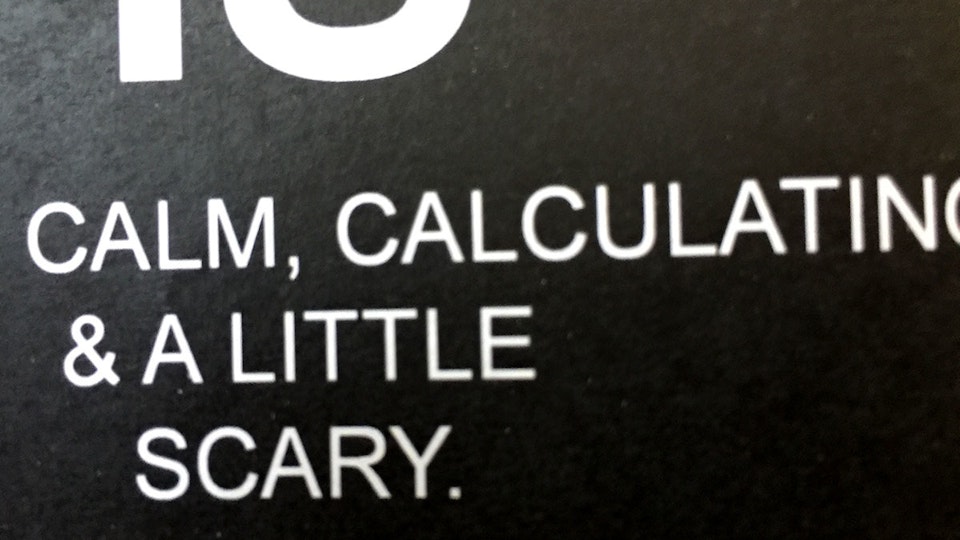 CALM, CALCULATING
& A LITTLE
SCARY.